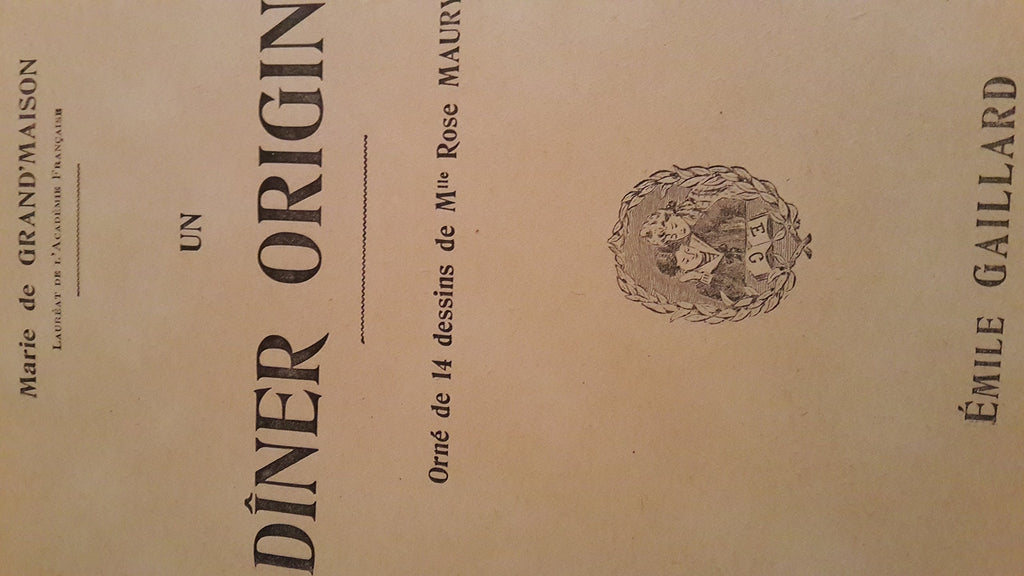 Marie de GRAND'MAISON
LAURÉAT DE L'ACADÉMIE FRANÇAISE
UN
DÎNER ORIGIN
Orné de 14 dessins de Mlle Rose MAURY
E
G
ÉMILE GAILLARD